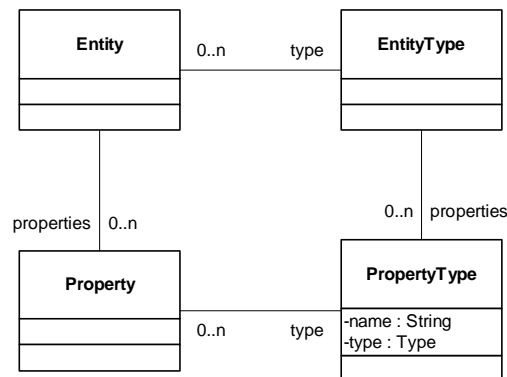 Entity
0..n type
EntityType
properties 0..n
0..n properties
Property
0..n type
PropertyType
-name : String
-type : Type